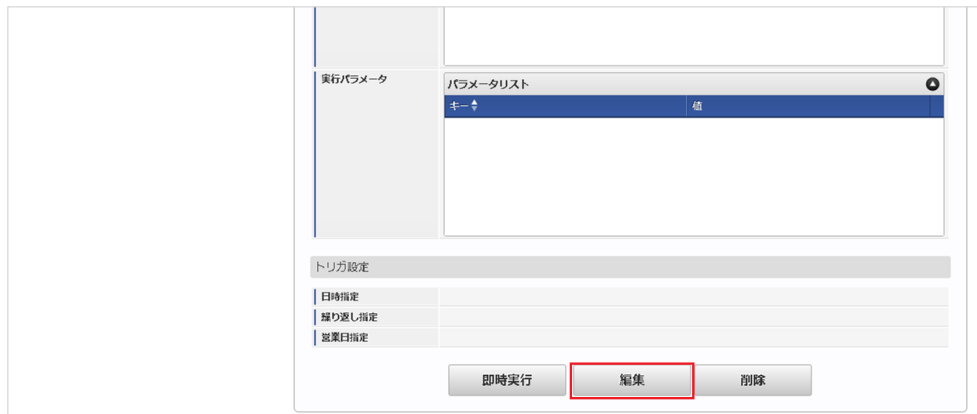 実行パラメータ
パラメータリスト
キー 値
トリガ設定
日時指定
繰り返し指定
営業日指定
即時実行 編集 削除